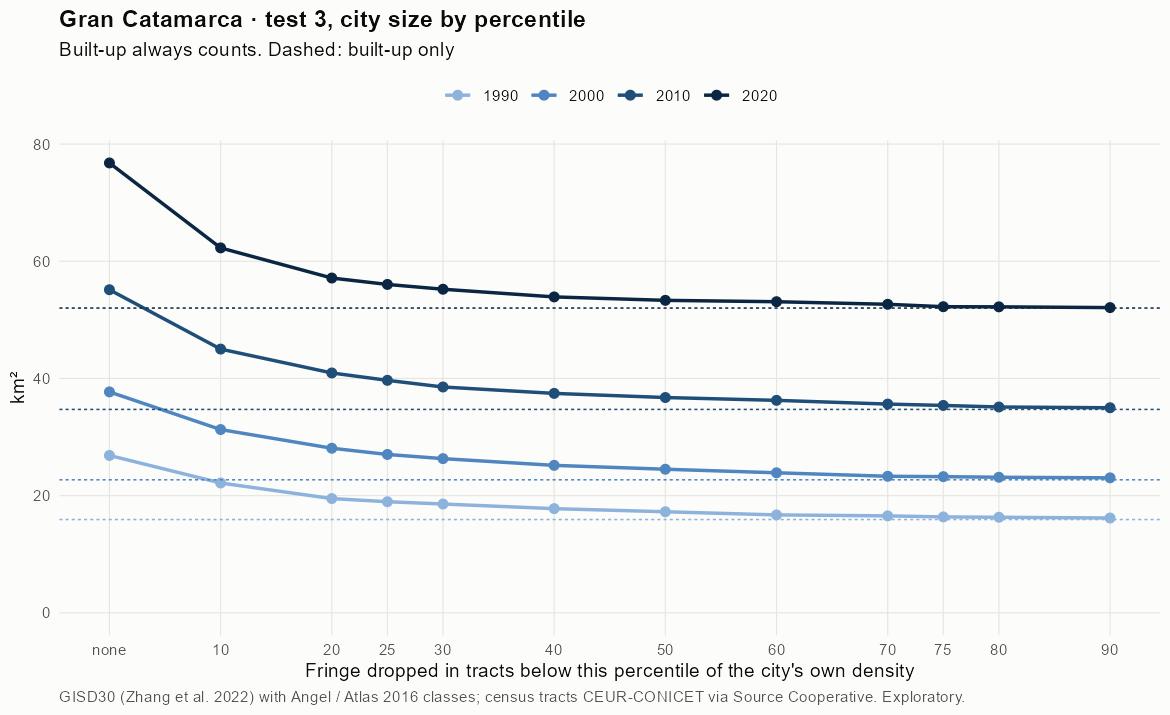 Gran Catamarca · test 3, city size by percentile
Built-up always counts. Dashed: built-up only
1990 2000 2010 2020
80
60
40
20
0
km²
none 10 20 25 30 40 50 60 70 75 80 90
Fringe dropped in tracts below this percentile of the city's own density
GISD30 (Zhang et al. 2022) with Angel / Atlas 2016 classes; census tracts CEUR-CONICET via Source Cooperative. Exploratory.